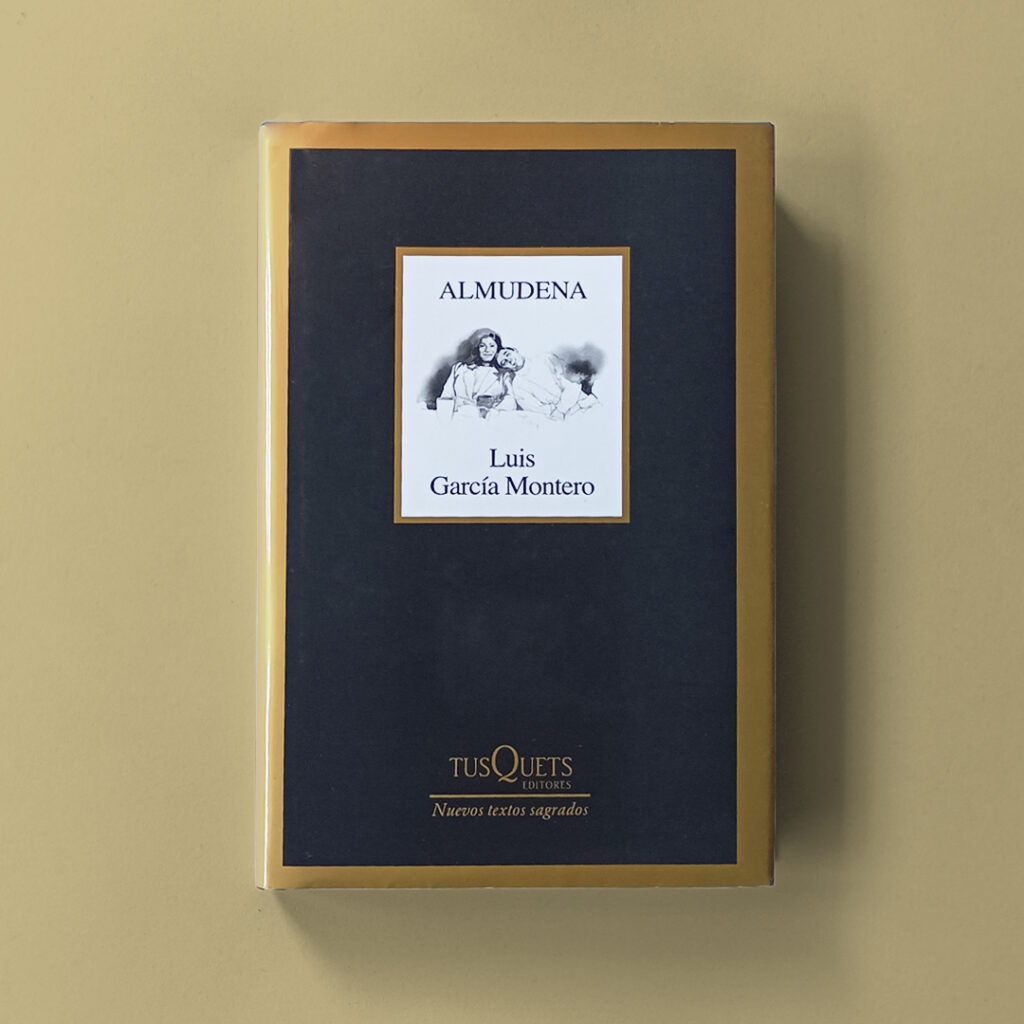 ALMUDENA
Luis
García Montero
TUSQUETS
EDITORES
Nuevos textos sagrados